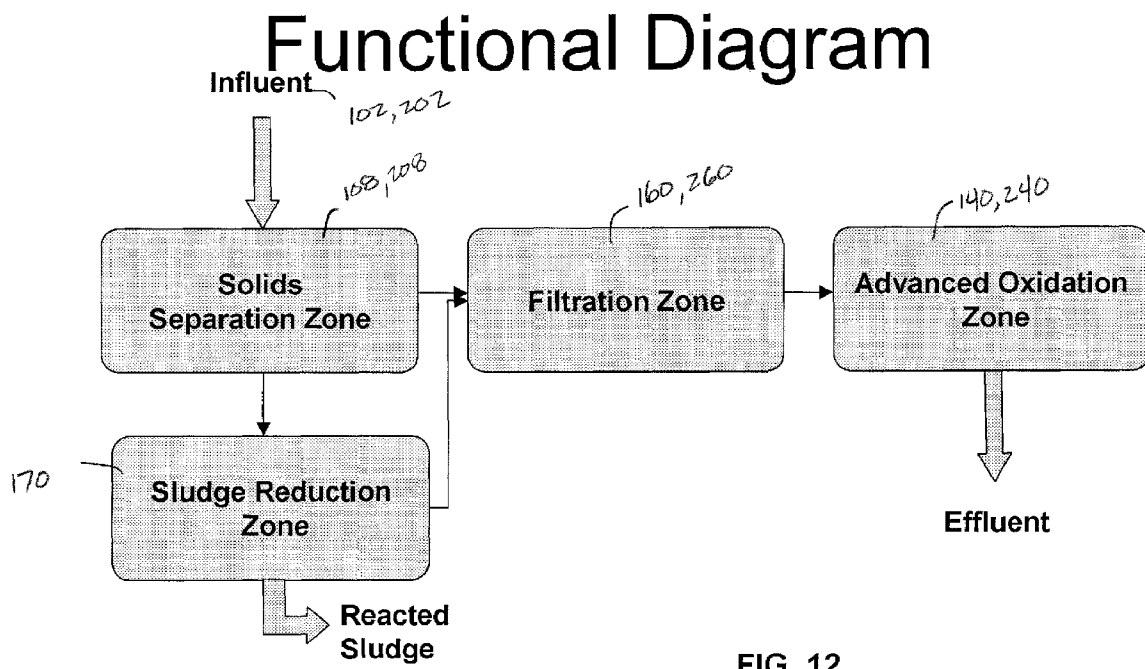 Functional Diagram
Influent
102,202
108,208
160,260
140,240
Solids
Separation Zone
Filtration Zone
Advanced Oxidation
Zone
170
Sludge Reduction
Zone
Effluent
Reacted
Sludge
FIG. 12